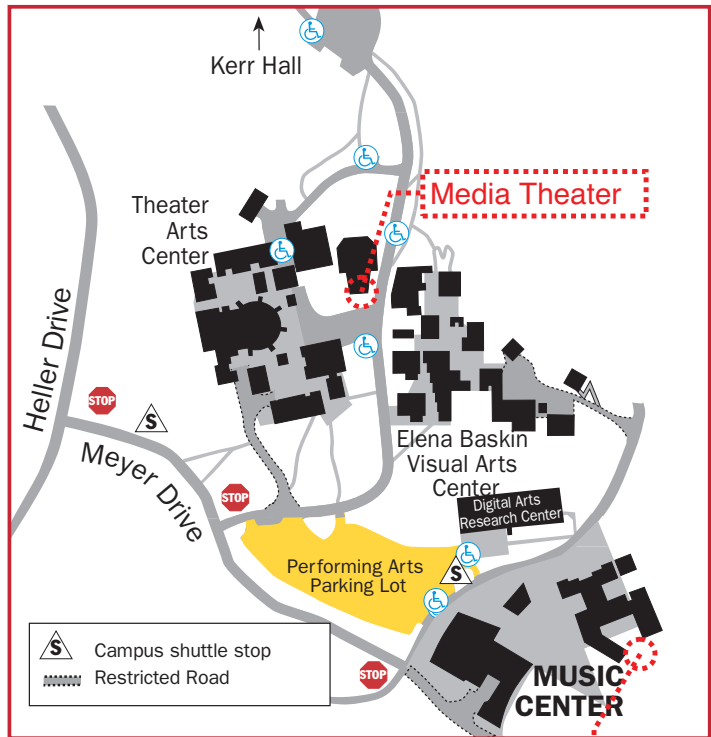 Kerr Hall
Media Theater
Theater
Arts
Center
Heller Drive
STOP
S
Meyer Drive
STOP
Elena Baskin
Visual Arts
Center
Digital Arts
Research Center
Performing Arts
Parking Lot
S
S Campus shuttle stop
Restricted Road
STOP
MUSIC
CENTER